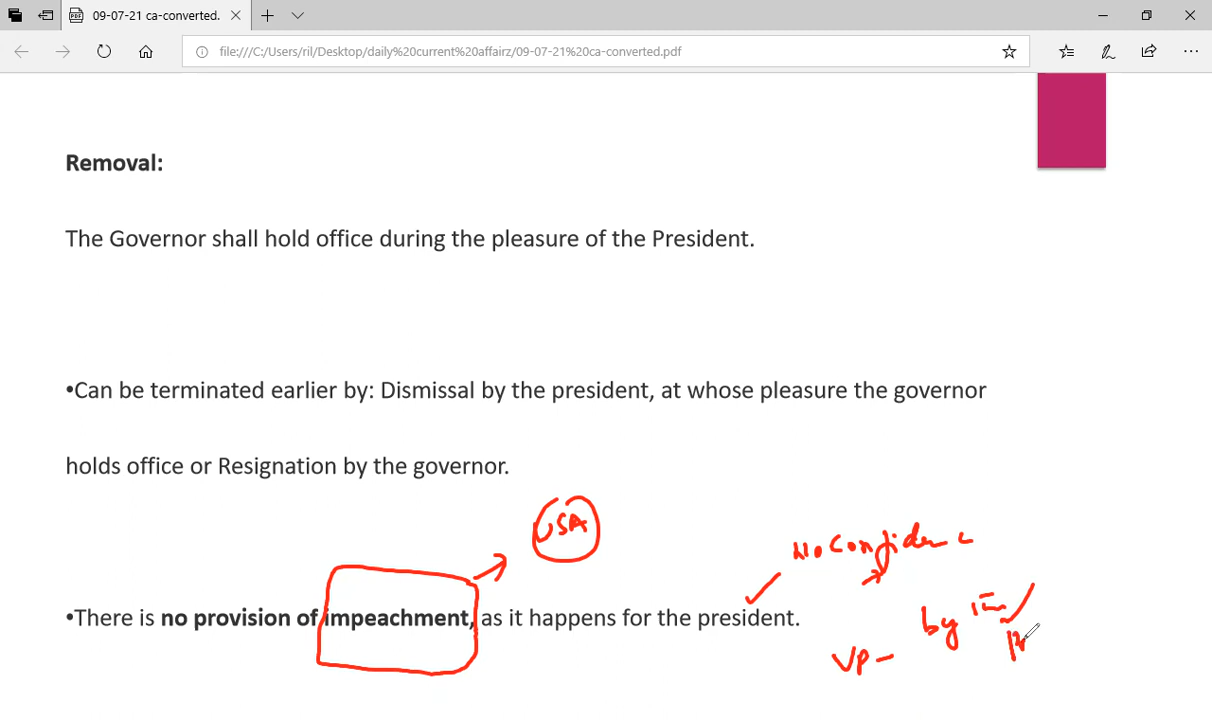 09-07-21 ca-converted.
file:///C:/Users/ril/Desktop/daily%20current%20affairz/09-07-21%20ca-converted.pdf
Removal:
The Governor shall hold office during the pleasure of the President.
•Can be terminated earlier by: Dismissal by the president, at whose pleasure the governor
holds office or Resignation by the governor.
USA
No Confidence
•There is no provision of impeachment, as it happens for the president.
by
VP -